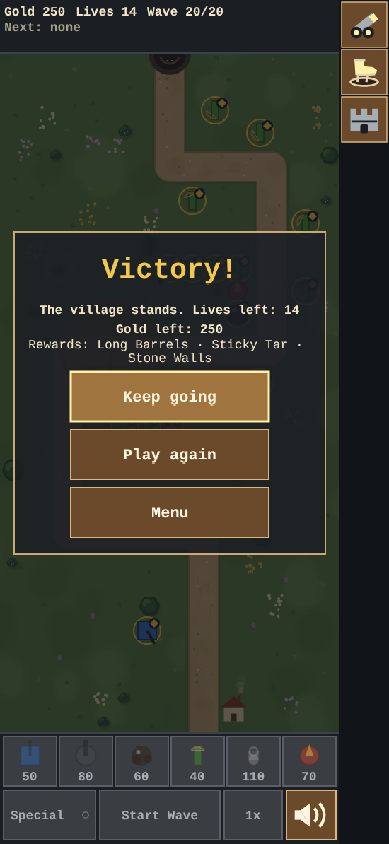 Gold 250 Lives 14 Wave 20/20
Next: none
Victory!
The village stands. Lives left: 14
Gold left: 250
Rewards: Long Barrels · Sticky Tar ·
Stone Walls
Keep going
Play again
Menu
50 80 60 40 110 70
Special Start Wave 1x